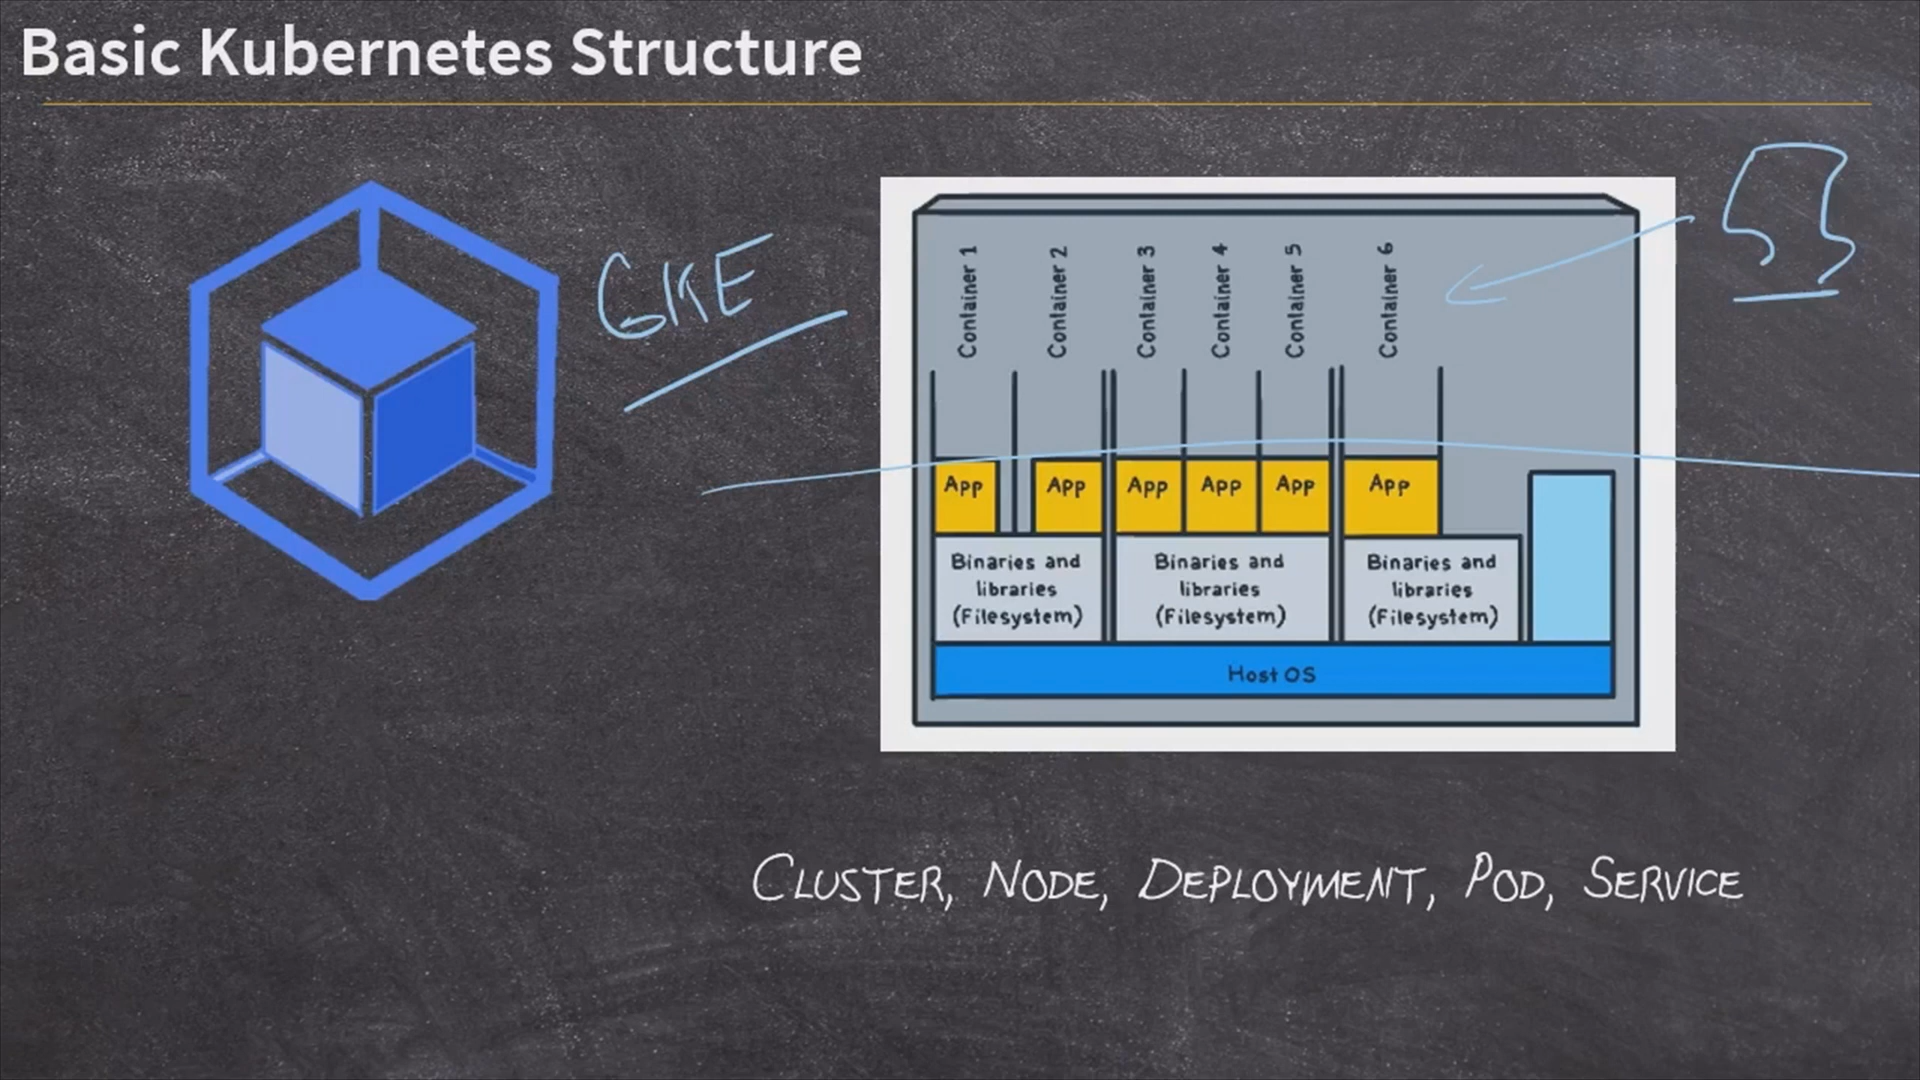 Basic Kubernetes Structure
GKE
Container 1
Container 2
Container 3
Container 4
Container 5
Container 6
App
App
App
App
App
App
Binaries and
libraries
(Filesystem)
Binaries and
libraries
(Filesystem)
Binaries and
libraries
(Filesystem)
Host OS
CLUSTER, NODE, DEPLOYMENT, POD, SERVICE